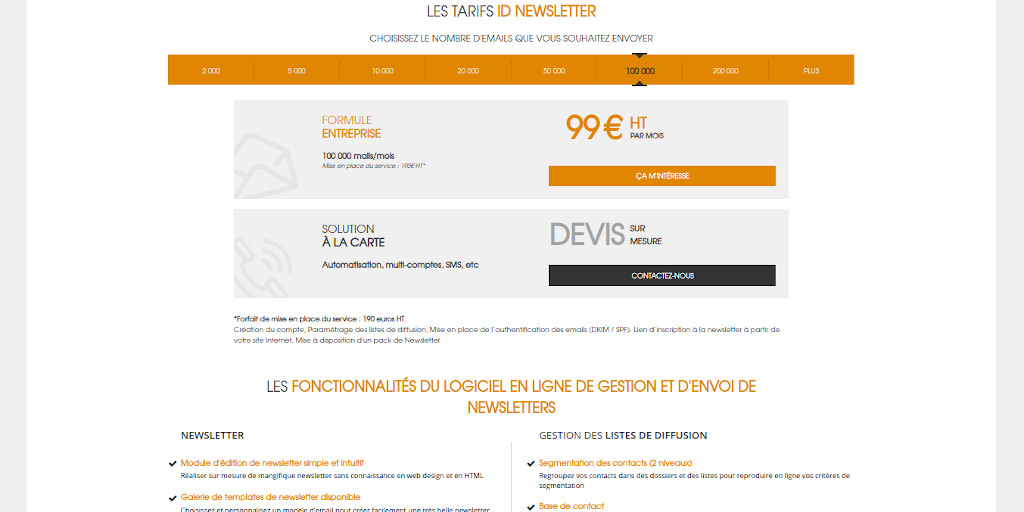 LES TARIFS ID NEWSLETTER
CHOISISSEZ LE NOMBRE D'EMAILS QUE VOUS SOUHAITEZ ENVOYER
2 000 5 000 10 000 20 000 50 000 100 000 200 000 PLUS
FORMULE
ENTREPRISE
100 000 mails/mois
Mise en place du service : 190€ HT*
99 € HT
PAR MOIS
ÇA M'INTÉRESSE
SOLUTION
À LA CARTE
Automatisation, multi-comptes, SMS, etc
DEVIS SUR
MESURE
CONTACTEZ-NOUS
*Forfait de mise en place du service : 190 euros HT.
Création du compte, Paramétrage des listes de diffusion, Mise en place de l'authentification des emails (DKIM / SPF). Lien d'inscription à la newsletter à partir de
votre site Internet. Mise à disposition d'un pack de Newsletter
LES FONCTIONNALITÉS DU LOGICIEL EN LIGNE DE GESTION ET D'ENVOI DE
NEWSLETTERS
NEWSLETTER
Module d'édition de newsletter simple et intuitif
Réaliser sur mesure de mangifique newsletter sans connaissance en web design et en HTML
Galerie de templates de newsletter disponible
Choisissez et personnalisez un modèle d'email pour créer facilement une très belle newsletter
GESTION DES LISTES DE DIFFUSION
Segmentation des contacts (2 niveaux)
Regroupez vos contacts dans des dossiers et des listes pour reproduire en ligne vos critères de
segmentation
Base de contact